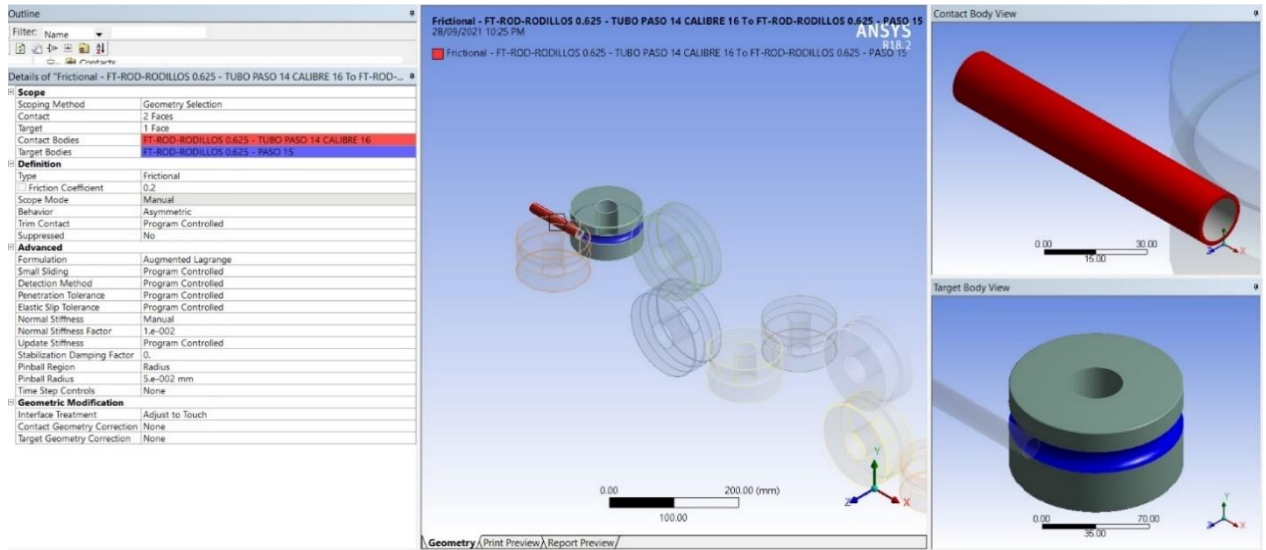 Outline
Filter: Name
Contacts
Details of "Frictional - FT-ROD-RODILLOS 0.625 - TUBO PASO 14 CALIBRE 16 To FT-ROD-...
Scope
Scoping Method Geometry Selection
Contact 2 Faces
Target 1 Face
Contact Bodies FT-ROD-RODILLOS 0.625 - TUBO PASO 14 CALIBRE 16
Target Bodies FT-ROD-RODILLOS 0.625 - PASO 15
Definition
Type Frictional
Friction Coefficient 0.2
Scope Mode Manual
Behavior Asymmetric
Trim Contact Program Controlled
Suppressed No
Advanced
Formulation Augmented Lagrange
Small Sliding Program Controlled
Detection Method Program Controlled
Penetration Tolerance Program Controlled
Elastic Slip Tolerance Program Controlled
Normal Stiffness Manual
Normal Stiffness Factor 1.e-002
Update Stiffness Program Controlled
Stabilization Damping Factor 0.
Pinball Region Radius
Pinball Radius 5.e-002 mm
Time Step Controls None
Geometric Modification
Interface Treatment Adjust to Touch
Contact Geometry Correction None
Target Geometry Correction None
Frictional - FT-ROD-RODILLOS 0.625 - TUBO PASO 14 CALIBRE 16 To FT-ROD-RODILLOS 0.625 - PASO 15
28/09/2021 10:25 PM
ANSYS
R18.2
Frictional - FT-ROD-RODILLOS 0.625 - TUBO PASO 14 CALIBRE 16 To FT-ROD-RODILLOS 0.625 - PASO 15
0.00 200.00 (mm)
100.00
Y
Z X
Geometry Print Preview Report Preview
Contact Body View
0.00 30.00
15.00
Z X
Target Body View
0.00 70.00
35.00
Y
Z X